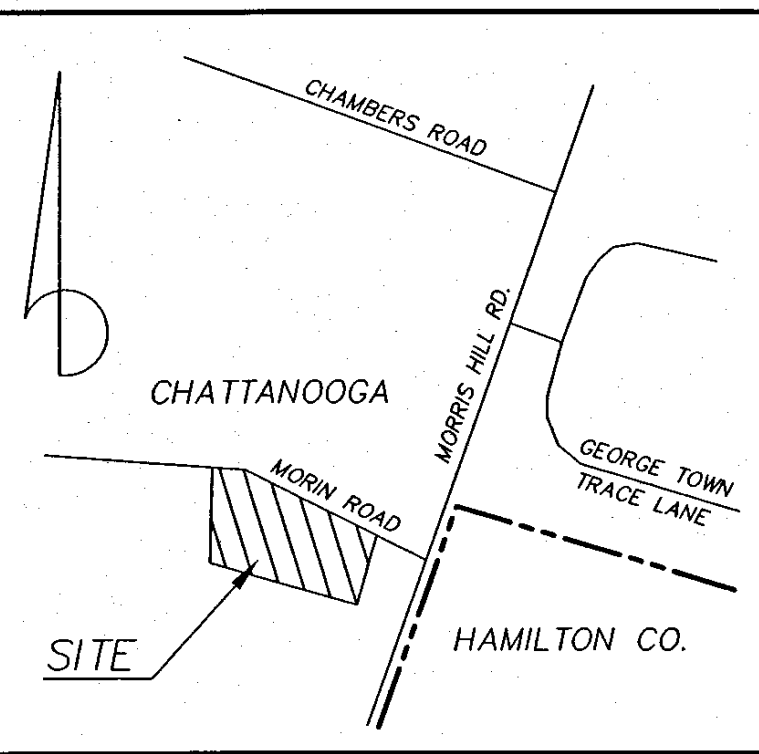 CHAMBERS ROAD
MORRIS HILL RD.
CHATTANOOGA
GEORGE TOWN
TRACE LANE
MORIN ROAD
HAMILTON CO.
SITE